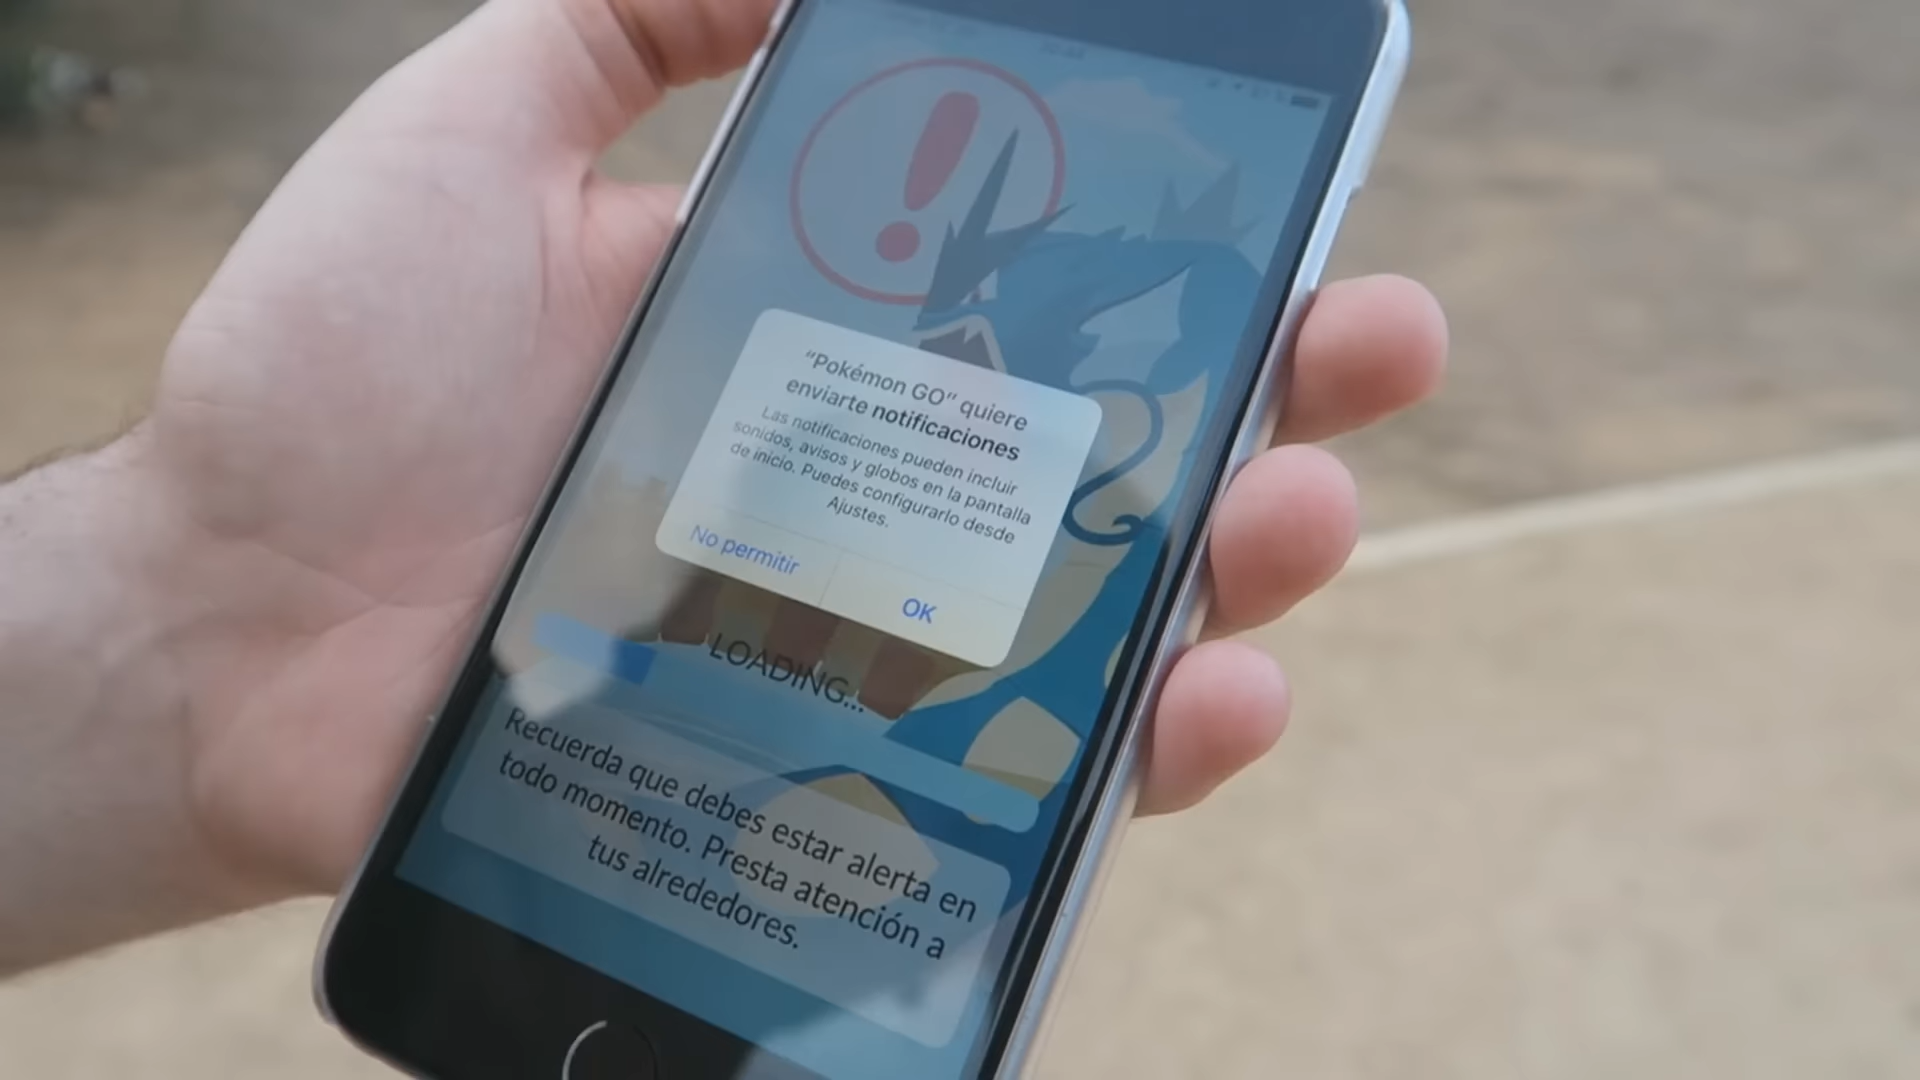 “Pokémon GO” quiere
enviarte notificaciones
Las notificaciones pueden incluir
sonidos, avisos y globos en la pantalla
de inicio. Puedes configurarlo desde
Ajustes.
No permitir
OK
LOADING...
Recuerda que debes estar alerta en
todo momento. Presta atención a
tus alrededores.